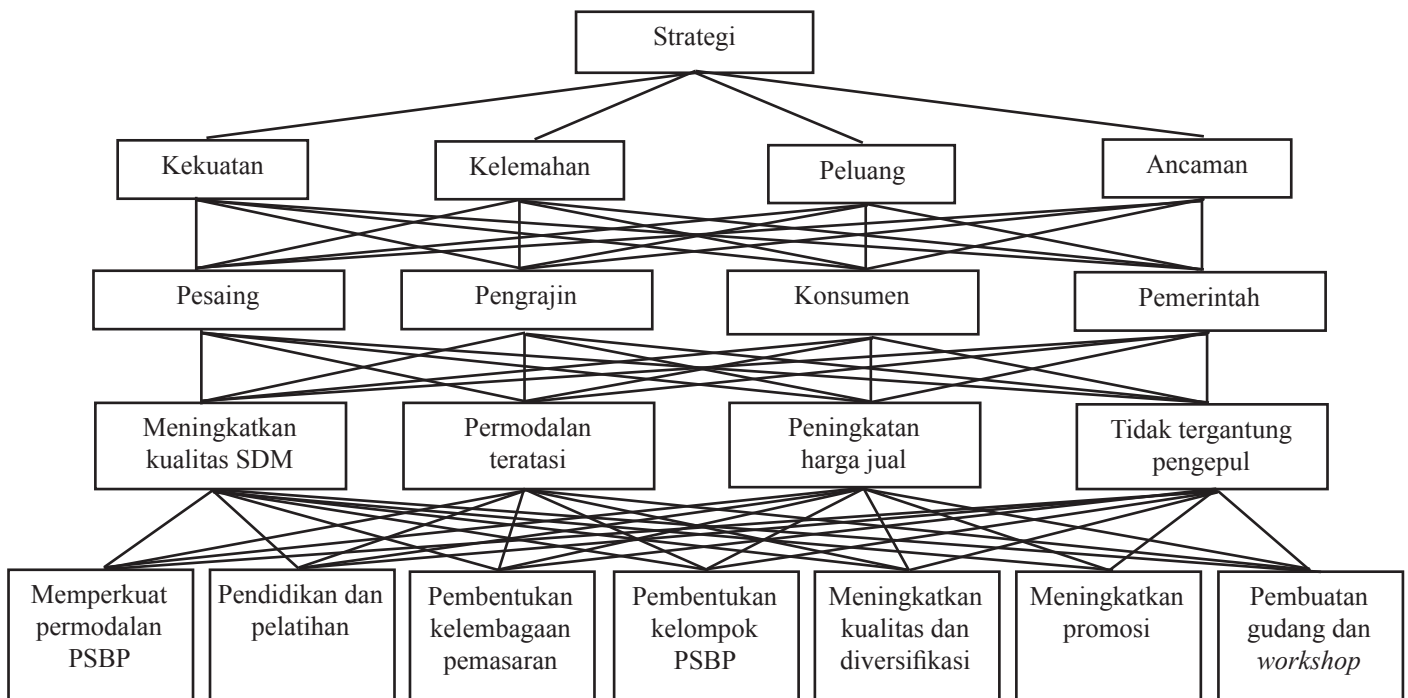 Strategi
Kekuatan
Kelemahan
Peluang
Ancaman
Pesaing
Pengrajin
Konsumen
Pemerintah
Meningkatkan
kualitas SDM
Permodalan
teratasi
Peningkatan
harga jual
Tidak tergantung
pengepul
Memperkuat
permodalan
PSBP
Pendidikan dan
pelatihan
Pembentukan
kelembagaan
pemasaran
Pembentukan
kelompok
PSBP
Meningkatkan
kualitas dan
diversifikasi
Meningkatkan
promosi
Pembuatan
gudang dan
workshop